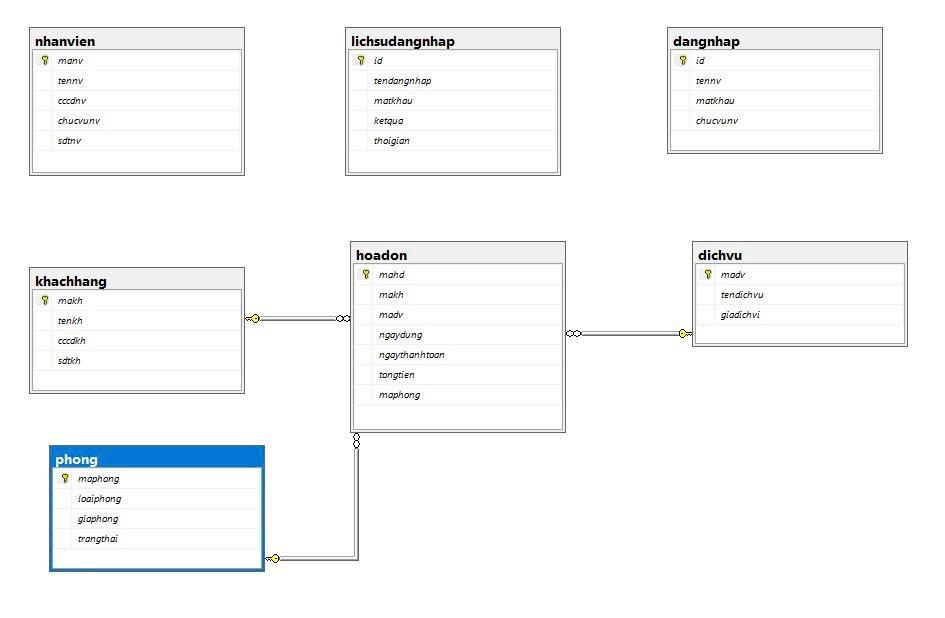 nhanvien
manv
tennv
cccdnv
chucvunv
sdtnv
lichsudangnhap
id
tendangnhap
matkhau
ketqua
thoigian
dangnhap
id
tennv
matkhau
chucvunv
khachhang
makh
tenkh
cccdkh
sdtkh
hoadon
mahd
makh
madv
ngaydung
ngaythanhtoan
tongtien
maphong
dichvu
madv
tendichvu
giadichvi
phong
maphong
loaiphong
giaphong
trangthai